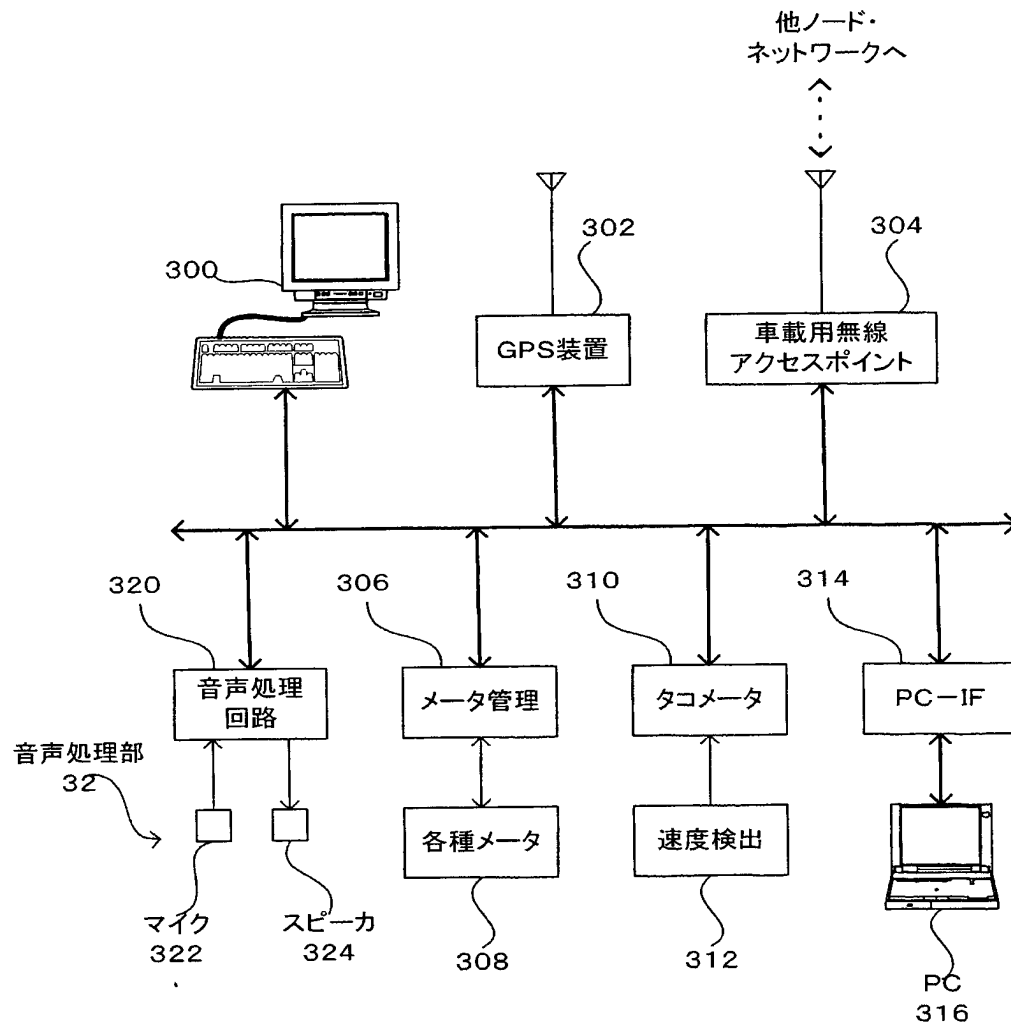 他ノード・
ネットワークへ
302
304
300
GPS装置
車載用無線
アクセスポイント
320
306
310
314
音声処理
回路
メータ管理
タコメータ
PC－IF
音声処理部
32
各種メータ
速度検出
マイク
322
スピーカ
324
308
312
PC
316